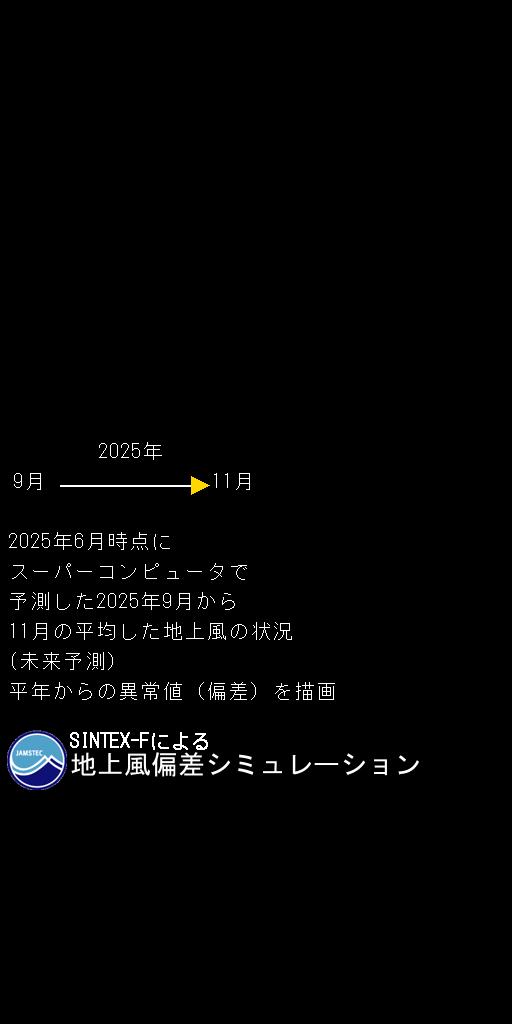 2025年
9月 11月
2025年6月時点に
スーパーコンピュータで
予測した2025年9月から
11月の平均した地上風の状況
(未来予測)
平年からの異常値（偏差）を描画
SINTEX-Fによる
JAMSTEC
地上風偏差シミュレーション